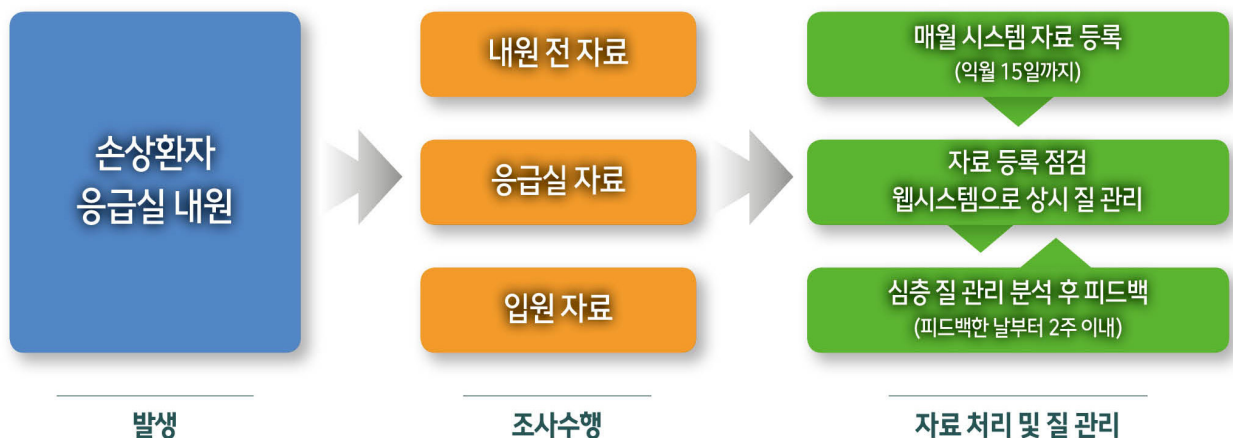 손상환자
응급실 내원
발생
내원 전 자료
응급실 자료
입원 자료
조사수행
매월 시스템 자료 등록
(익월 15일까지)
자료 등록 점검
웹시스템으로 상시 질 관리
심층 질 관리 분석 후 피드백
(피드백한 날부터 2주 이내)
자료 처리 및 질 관리